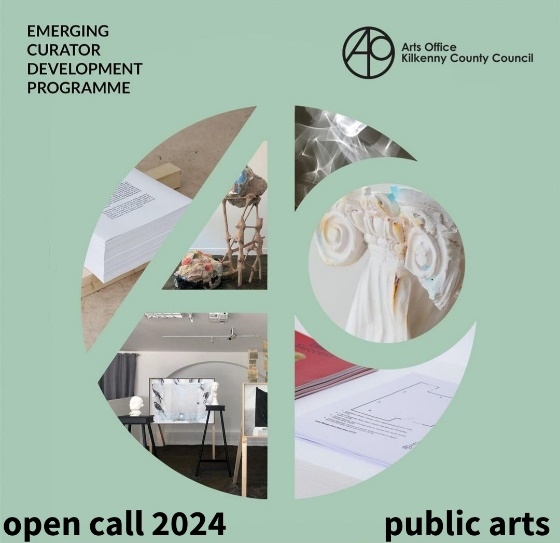 EMERGING
CURATOR
DEVELOPMENT
PROGRAMME
Arts Office
Kilkenny County Council
open call 2024
public arts